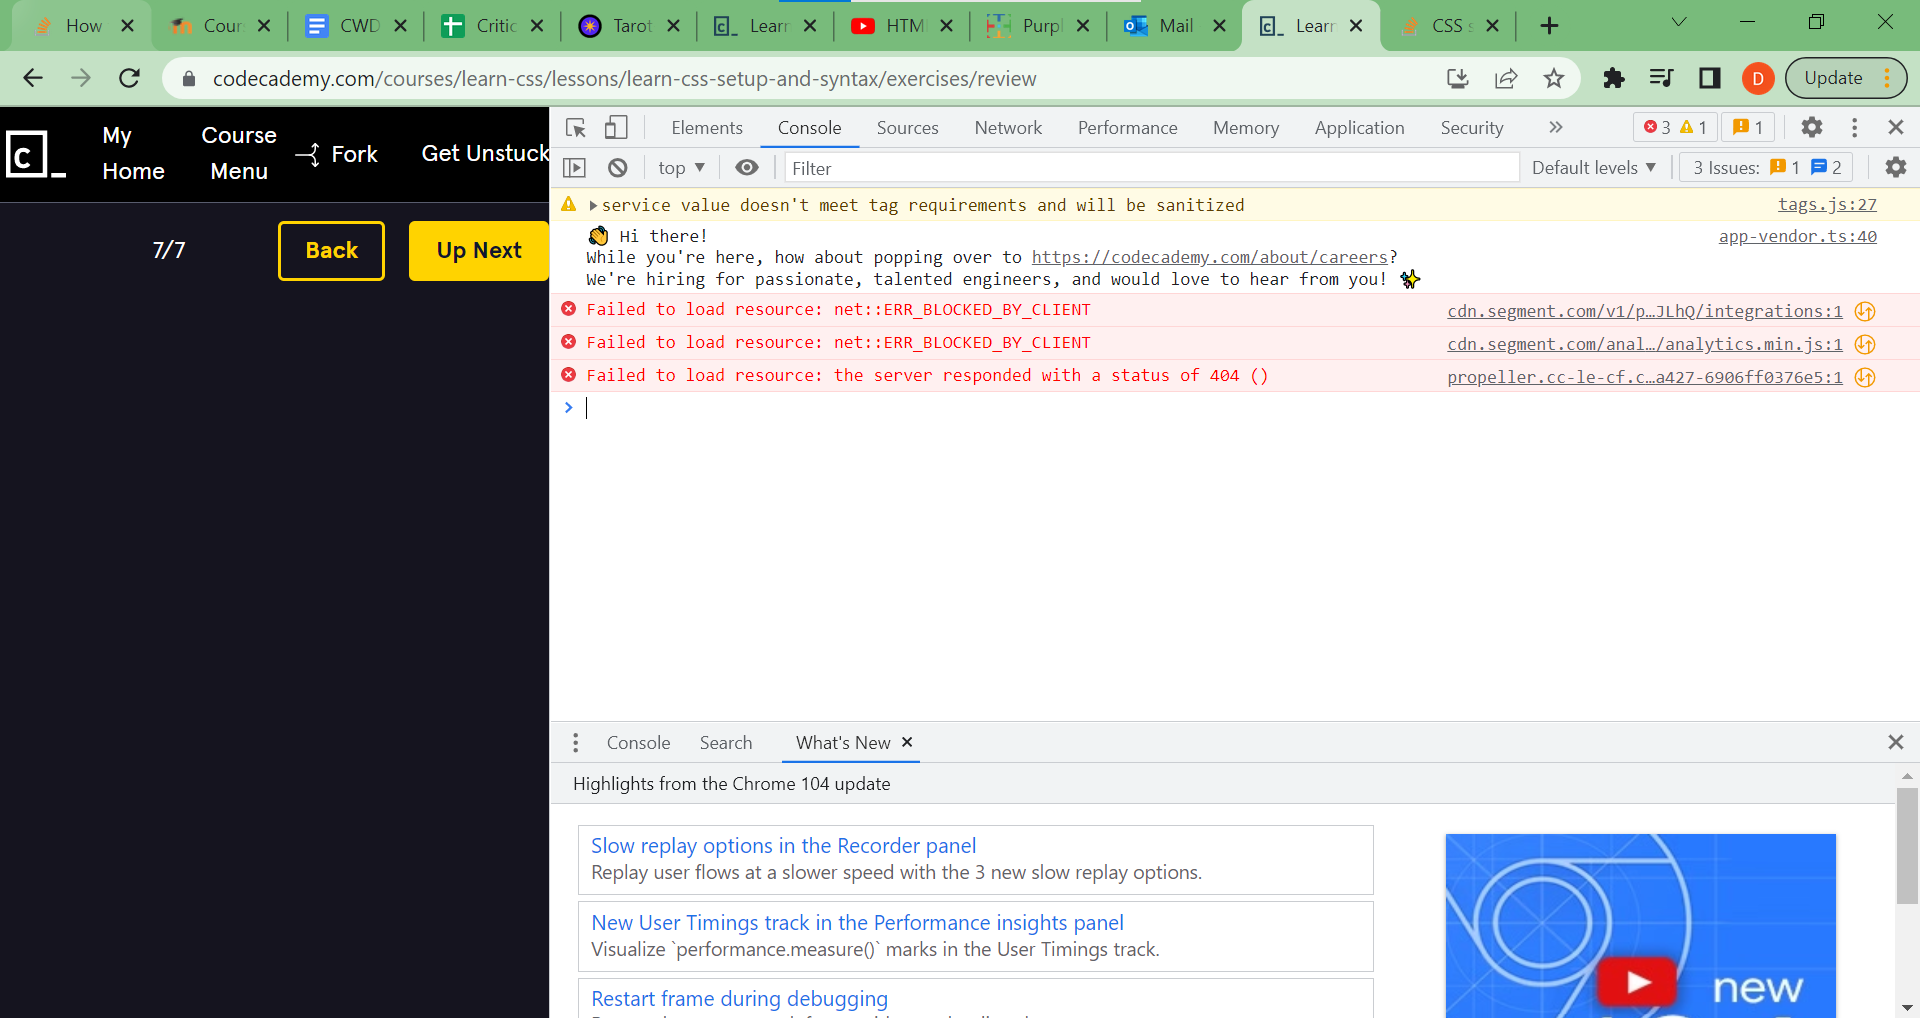 How
Cour
CWD
Critic
Tarot
Learn
HTM
Purpl
Mail
Learn
CSS s
codecademy.com/courses/learn-css/lessons/learn-css-setup-and-syntax/exercises/review
D
Update
c_
My Home
Course Menu
Fork
Get Unstuck
7/7
Back
Up Next
Elements
Console
Sources
Network
Performance
Memory
Application
Security
3
1
1
top
Filter
Default levels
3 Issues:
1
2
service value doesn't meet tag requirements and will be sanitized
tags.js:27
👋 Hi there!
app-vendor.ts:40
While you're here, how about popping over to https://codecademy.com/about/careers?
We're hiring for passionate, talented engineers, and would love to hear from you! ✨
Failed to load resource: net::ERR_BLOCKED_BY_CLIENT
cdn.segment.com/v1/p…JLhQ/integrations:1
Failed to load resource: net::ERR_BLOCKED_BY_CLIENT
cdn.segment.com/anal…/analytics.min.js:1
Failed to load resource: the server responded with a status of 404 ()
propeller.cc-le-cf.c…a427-6906ff0376e5:1
Console
Search
What's New
Highlights from the Chrome 104 update
Slow replay options in the Recorder panel
Replay user flows at a slower speed with the 3 new slow replay options.
New User Timings track in the Performance insights panel
Visualize `performance.measure()` marks in the User Timings track.
Restart frame during debugging
new